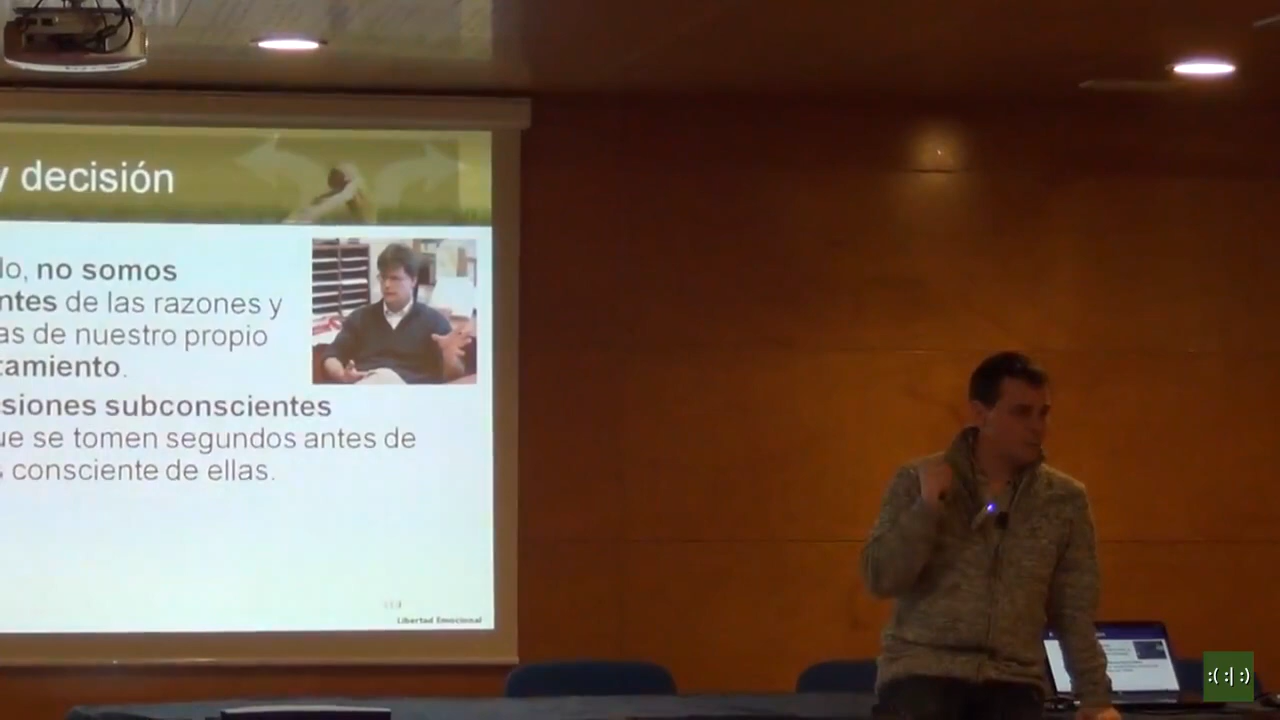 y decisión
lo, no somos
ntes de las razones y
as de nuestro propio
tamiento.
siones subconscientes
ue se tomen segundos antes de
s consciente de ellas.
Libertad Emocional
:( :| :)